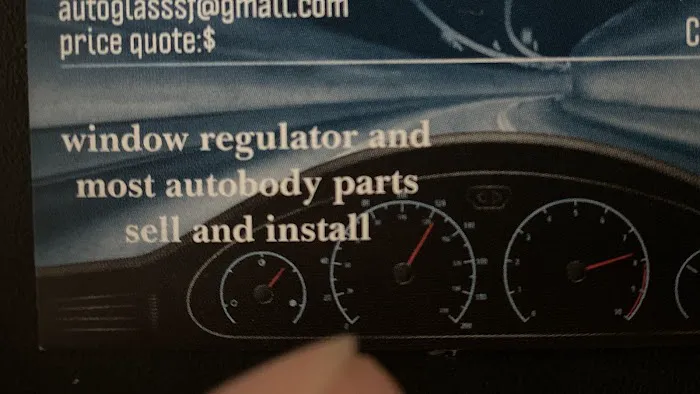 autoglasssf@gmail.com
price quote:$
C
window regulator and
most autobody parts
sell and install